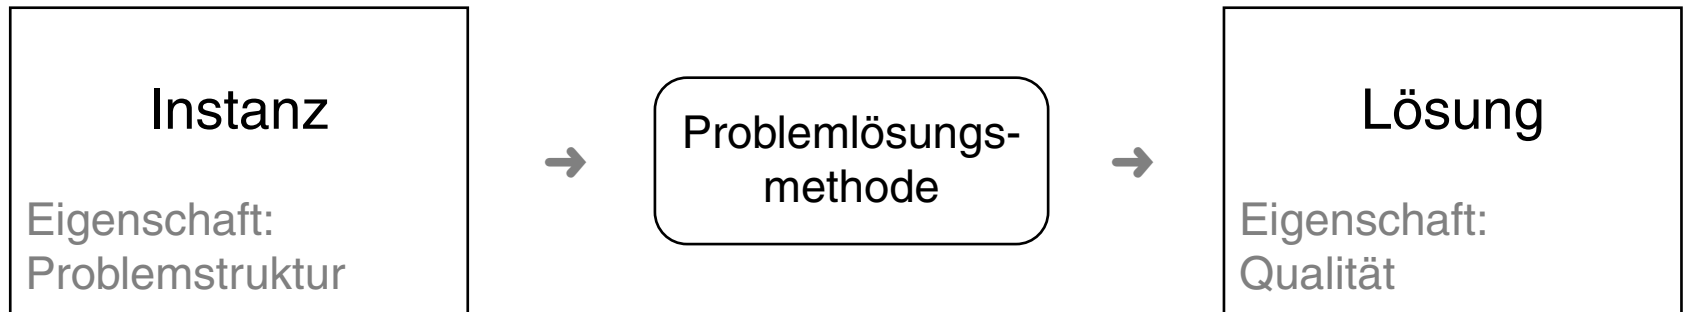 Instanz
Eigenschaft:
Problemstruktur
Problemlösungs-
methode
Lösung
Eigenschaft:
Qualität